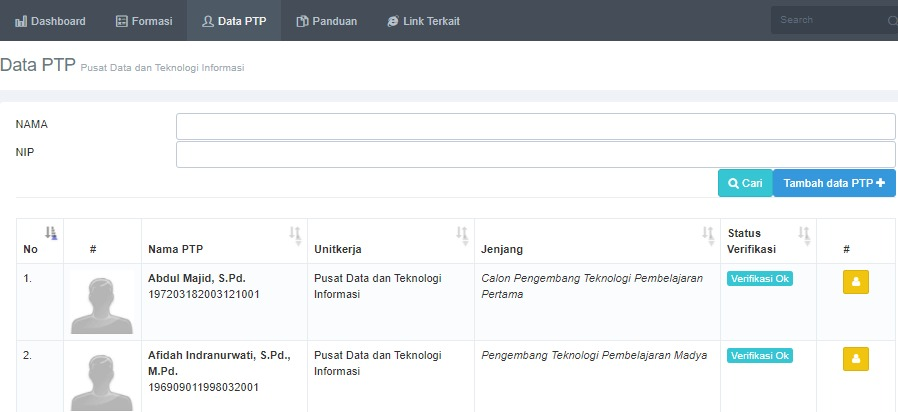 Dashboard Formasi Data PTP Panduan Link Terkait Search
Data PTP Pusat Data dan Teknologi Informasi
NAMA
NIP
Cari Tambah data PTP
No # Nama PTP Unitkerja Jenjang Status Verifikasi #
1. Abdul Majid, S.Pd. Pusat Data dan Teknologi Calon Pengembang Teknologi Pembelajaran Verifikasi Ok
197203182003121001 Informasi Pertama
2. Afidah Indranurwati, S.Pd., Pusat Data dan Teknologi Pengembang Teknologi Pembelajaran Madya Verifikasi Ok
M.Pd. Informasi
196909011998032001